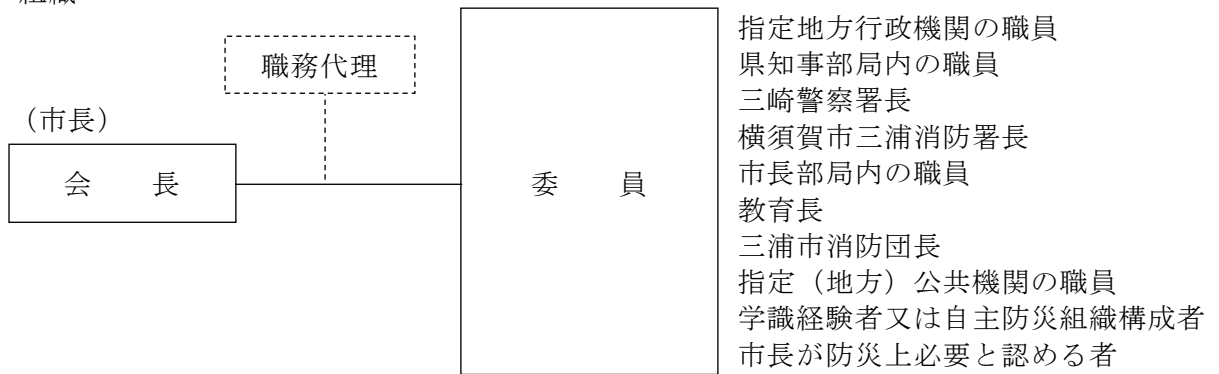 組織
職務代理
（市長）
会　長
委　員
指定地方行政機関の職員
県知事部局内の職員
三崎警察署長
横須賀市三浦消防署長
市長部局内の職員
教育長
三浦市消防団長
指定（地方）公共機関の職員
学識経験者又は自主防災組織構成者
市長が防災上必要と認める者